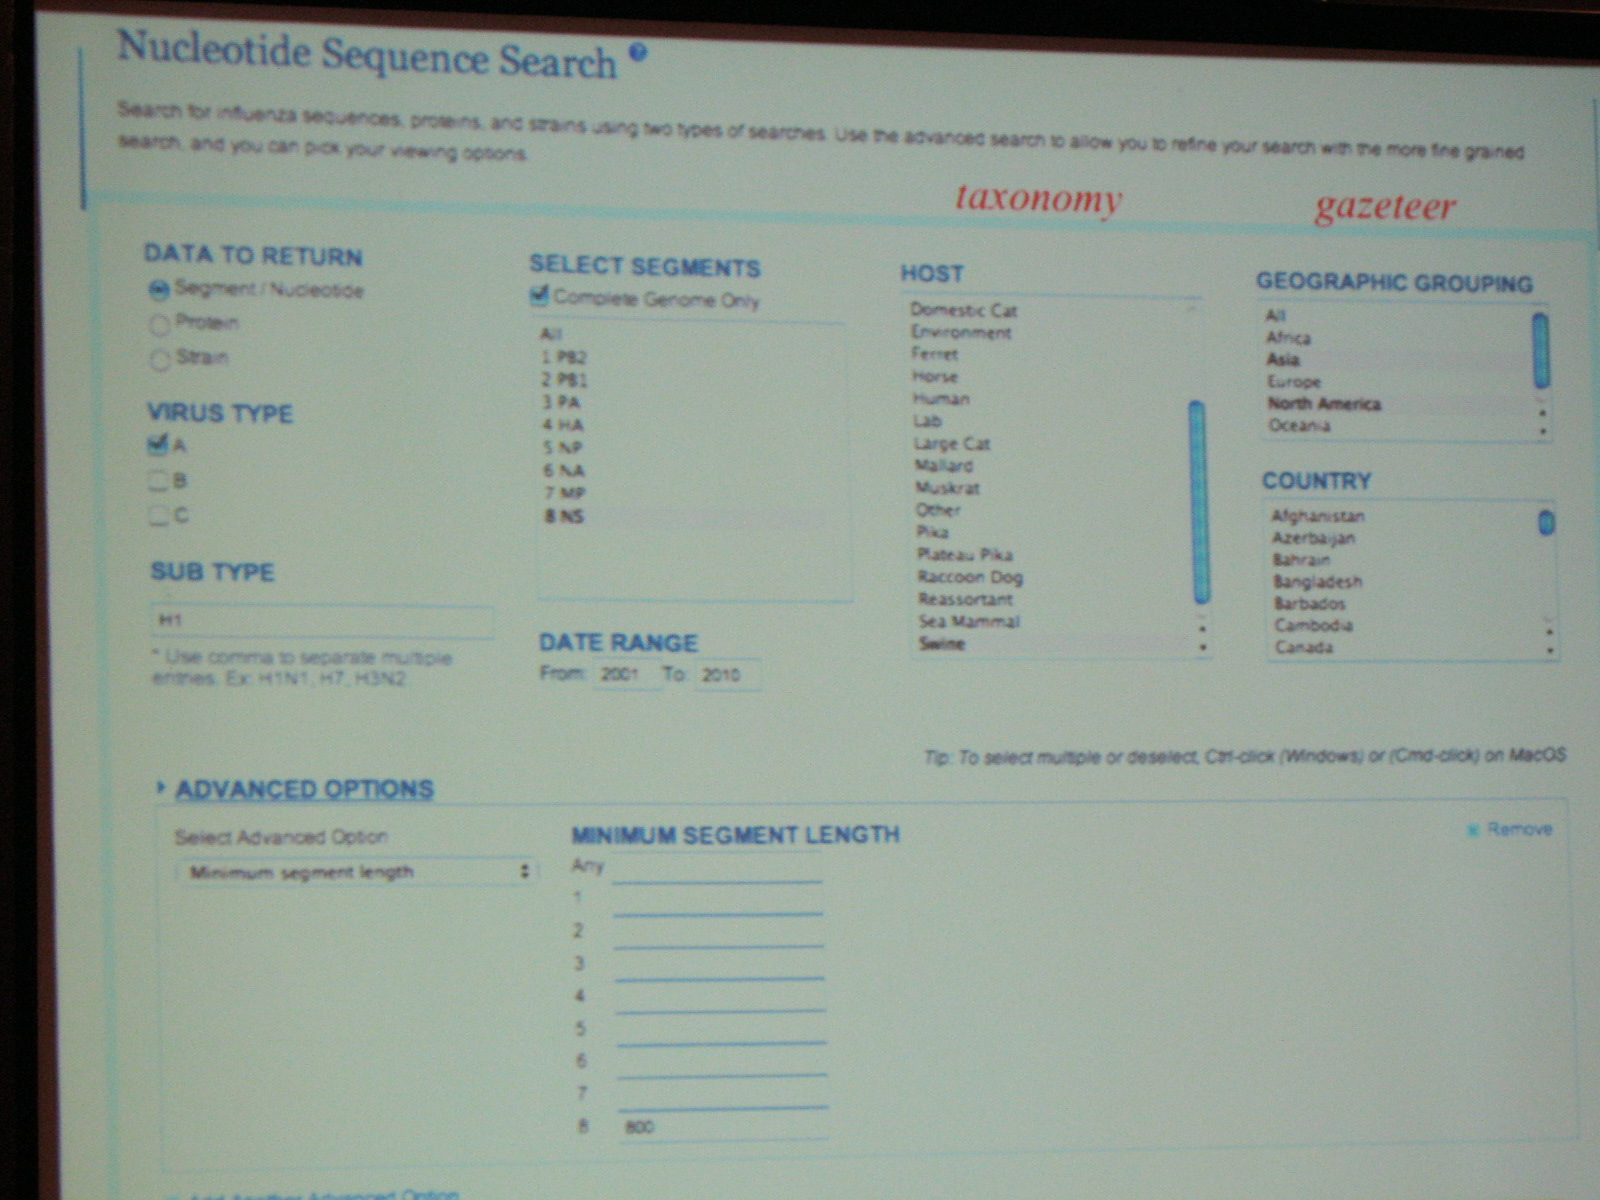 Nucleotide Sequence Search ?
Search for influenza sequences, proteins, and strains using two types of searches. Use the advanced search to allow you to refine your search with the more fine grained
search, and you can pick your viewing options.
taxonomy
gazeteer
DATA TO RETURN
Segment / Nucleotide
Protein
Strain
VIRUS TYPE
A
B
C
SUB TYPE
H1
* Use comma to separate multiple
entries. Ex: H1N1, H7, H3N2
SELECT SEGMENTS
Complete Genome Only
All
1 PB2
2 PB1
3 PA
4 HA
5 NP
6 NA
7 MP
8 NS
DATE RANGE
From: 2001 To: 2010
HOST
Domestic Cat
Environment
Ferret
Horse
Human
Lab
Large Cat
Mallard
Muskrat
Other
Pika
Plateau Pika
Raccoon Dog
Reassortant
Sea Mammal
Swine
GEOGRAPHIC GROUPING
All
Africa
Asia
Europe
North America
Oceania
COUNTRY
Afghanistan
Azerbaijan
Bahrain
Bangladesh
Barbados
Cambodia
Canada
Tip: To select multiple or deselect, Ctrl-click (Windows) or (Cmd-click) on MacOS
ADVANCED OPTIONS
Select Advanced Option
Minimum segment length
MINIMUM SEGMENT LENGTH
Remove
Any
1
2
3
4
5
6
7
8 800
Add Another Advanced Option